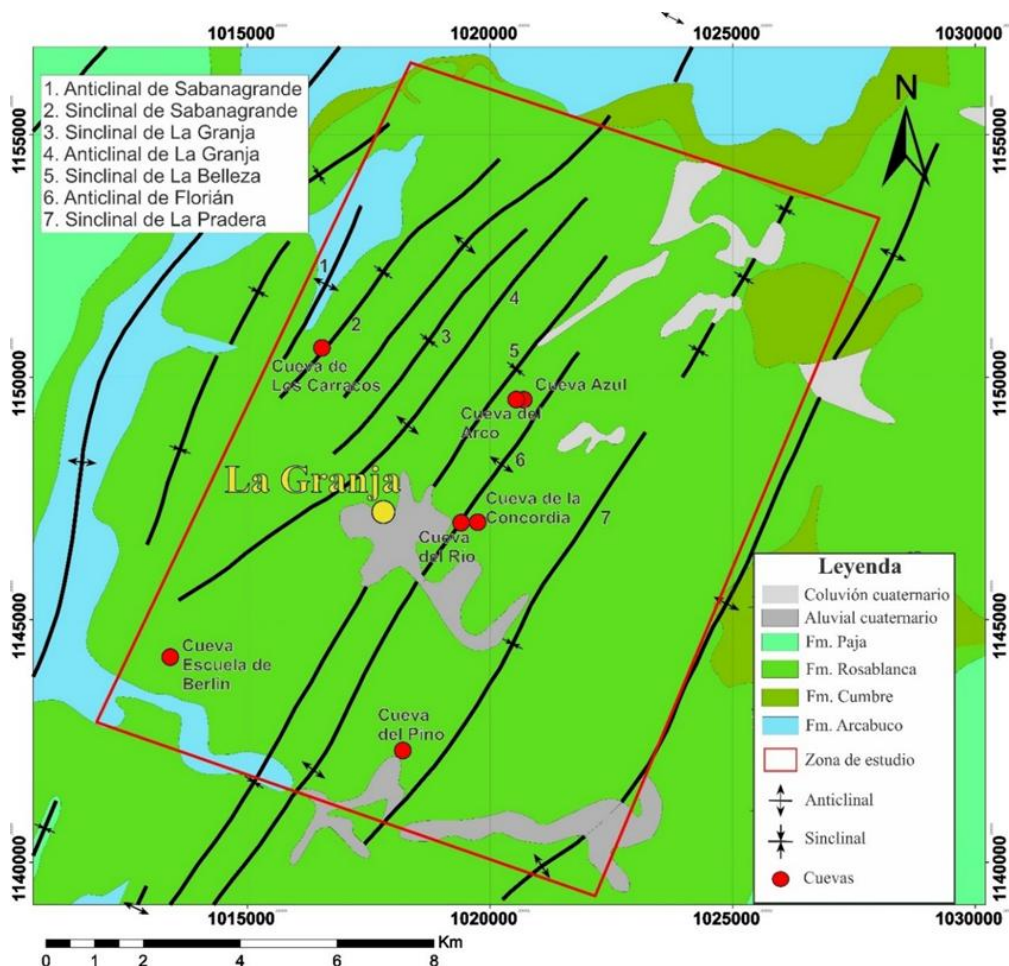 1015000
1020000
1025000
1030000
1. Anticlinal de Sabanagrande
2. Sinclinal de Sabanagrande
3. Sinclinal de La Granja
4. Anticlinal de La Granja
5. Sinclinal de La Belleza
6. Anticlinal de Florián
7. Sinclinal de La Pradera
N
1155000
1155000
1
2
3
4
5
Cueva de
Los Carracos
1150000
1150000
Cueva Azul
Cueva del
Arco
6
La Granja
Cueva de la
Concordia
7
Cueva
del Río
Leyenda
Coluvión cuaternario
Aluvial cuaternario
Fm. Paja
Fm. Rosablanca
Fm. Cumbre
Fm. Arcabuco
Zona de estudio
Anticlinal
Sinclinal
Cuevas
1145000
1145000
Cueva
Escuela de
Berlín
Cueva
del Pino
1140000
1140000
1015000
1020000
1025000
1030000
Km
0 1 2 4 6 8